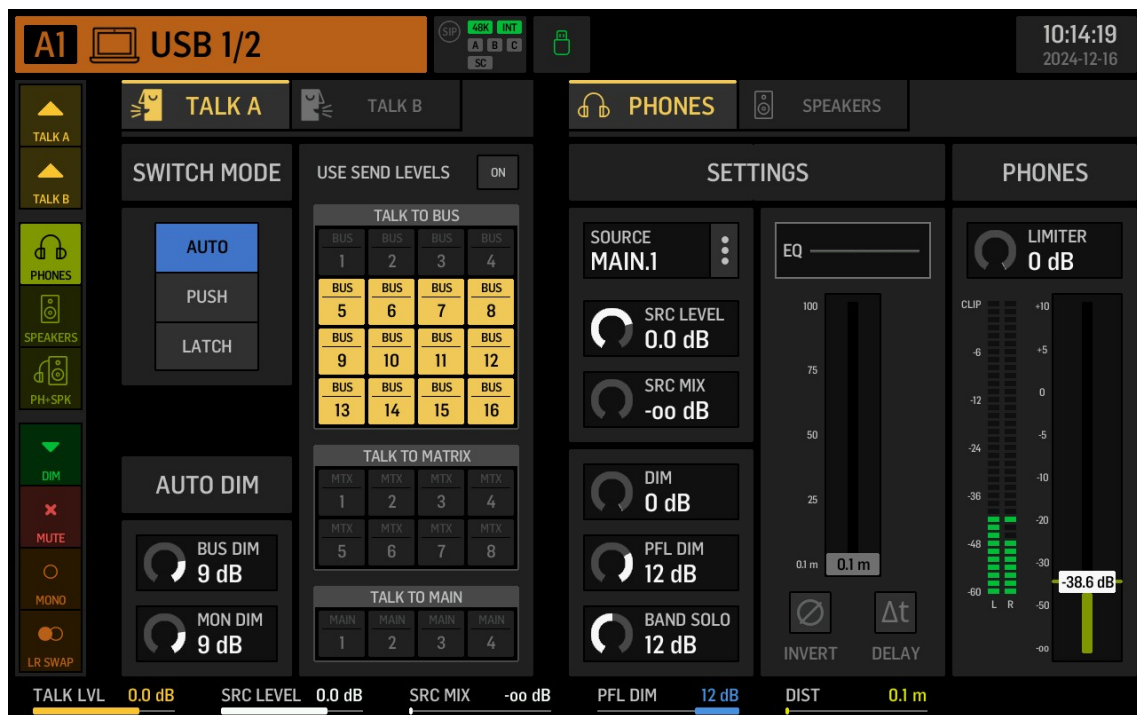 A1 USB 1/2
SIP
48K INT
A B C
SC
10:14:19
2024-12-16
TALK A
TALK B
PHONES
SPEAKERS
PH+SPK
DIM
MUTE
MONO
LR SWAP
TALK A TALK B
SWITCH MODE
AUTO
PUSH
LATCH
AUTO DIM
BUS DIM
9 dB
MON DIM
9 dB
USE SEND LEVELS ON
TALK TO BUS
BUS BUS BUS BUS
1 2 3 4
BUS BUS BUS BUS
5 6 7 8
BUS BUS BUS BUS
9 10 11 12
BUS BUS BUS BUS
13 14 15 16
TALK TO MATRIX
MTX MTX MTX MTX
1 2 3 4
MTX MTX MTX MTX
5 6 7 8
TALK TO MAIN
MAIN MAIN MAIN MAIN
1 2 3 4
PHONES SPEAKERS
SETTINGS
SOURCE
MAIN.1
SRC LEVEL
0.0 dB
SRC MIX
-oo dB
DIM
0 dB
PFL DIM
12 dB
BAND SOLO
12 dB
EQ
100
75
50
25
0.1 m 0.1 m
Ø Δt
INVERT DELAY
PHONES
LIMITER
0 dB
CLIP
-6
-12
-24
-36
-48
-60
L R
+10
+5
0
-5
-10
-20
-30
-38.6 dB
-50
-oo
TALK LVL 0.0 dB SRC LEVEL 0.0 dB SRC MIX -oo dB PFL DIM 12 dB DIST 0.1 m